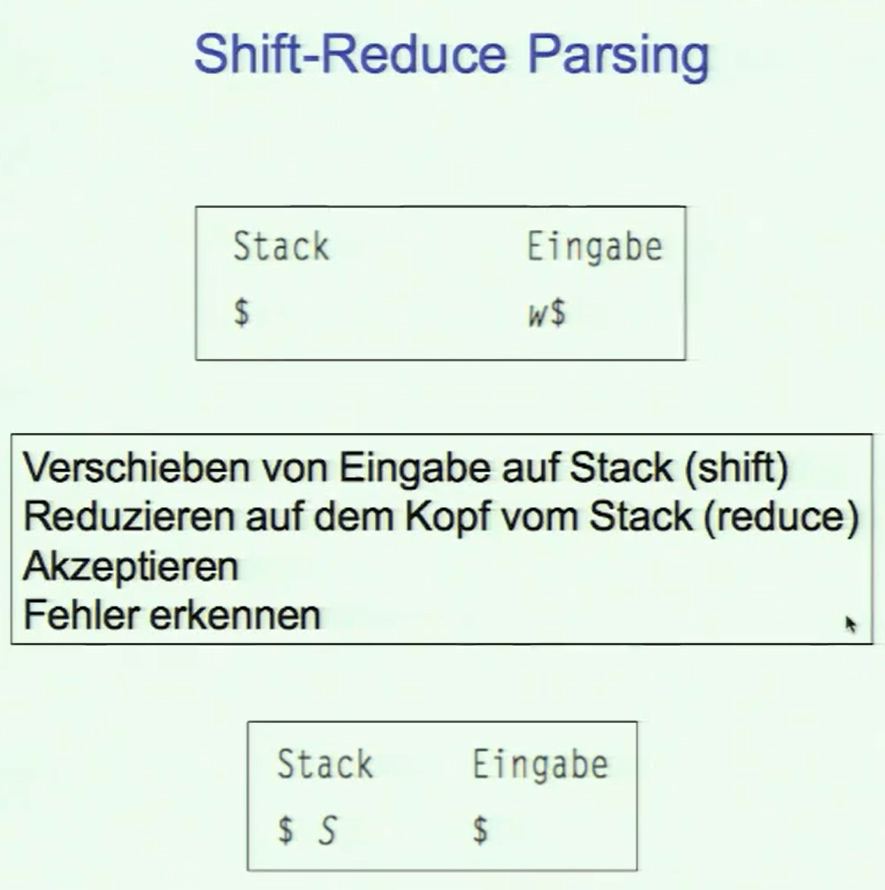 Shift-Reduce Parsing
Stack Eingabe
$ w$
Verschieben von Eingabe auf Stack (shift)
Reduzieren auf dem Kopf vom Stack (reduce)
Akzeptieren
Fehler erkennen
Stack Eingabe
$ S $